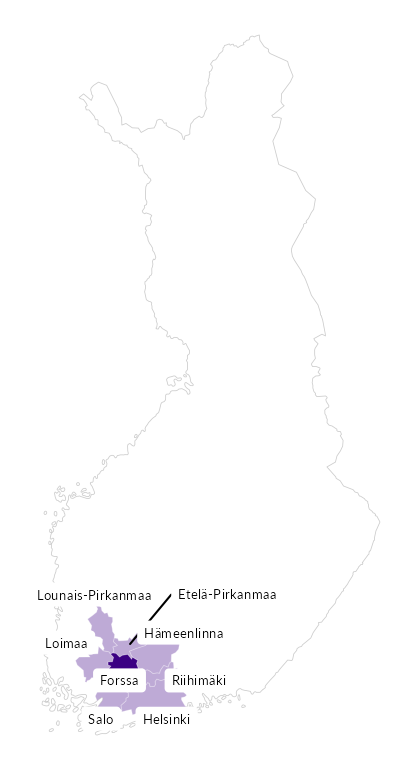 Lounais-Pirkanmaa
Etelä-Pirkanmaa
Hämeenlinna
Loimaa
Forssa
Riihimäki
Salo
Helsinki